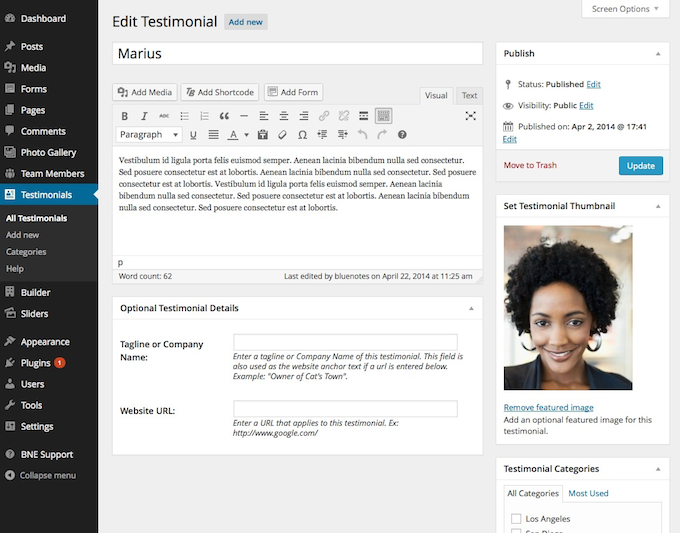 Screen Options
Dashboard
Posts
Media
Forms
Pages
Comments
Photo Gallery
Team Members
Testimonials
All Testimonials
Add new
Categories
Help
Builder
Sliders
Appearance
Plugins 1
Users
Tools
Settings
BNE Support
Collapse menu
Edit Testimonial Add new
Marius
Add Media Add Shortcode Add Form
Visual Text
B I ABC
Paragraph U A Ω ?
Vestibulum id ligula porta felis euismod semper. Aenean lacinia bibendum nulla sed consectetur.
Sed posuere consectetur est at lobortis. Aenean lacinia bibendum nulla sed consectetur. Sed posuere
consectetur est at lobortis. Vestibulum id ligula porta felis euismod semper. Aenean lacinia
bibendum nulla sed consectetur. Sed posuere consectetur est at lobortis. Aenean lacinia bibendum
nulla sed consectetur. Sed posuere consectetur est at lobortis.
p
Word count: 62 Last edited by bluenotes on April 22, 2014 at 11:25 am
Optional Testimonial Details
Tagline or Company
Name:
Enter a tagline or Company Name of this testimonial. This field is
also used as the website anchor text if a url is entered below.
Example: "Owner of Cat's Town".
Website URL:
Enter a URL that applies to this testimonial. Ex:
http://www.google.com/
Publish
Status: Published Edit
Visibility: Public Edit
Published on: Apr 2, 2014 @ 17:41
Edit
Move to Trash Update
Set Testimonial Thumbnail
Remove featured image
Add an optional featured image for this
testimonial.
Testimonial Categories
All Categories Most Used
Los Angeles
San Diego